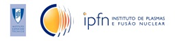 ipfn INSTITUTO DE PLASMAS
E FUSÃO NUCLEAR